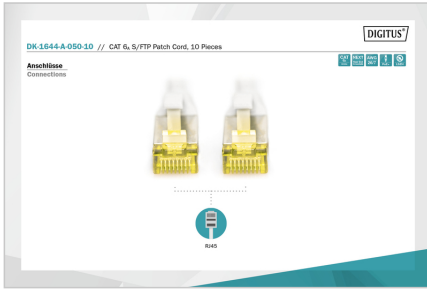 DIGITUS®
DK-1644-A-050-10 // CAT 6A S/FTP Patch Cord, 10 Pieces
Anschlüsse
Connections
RJ45